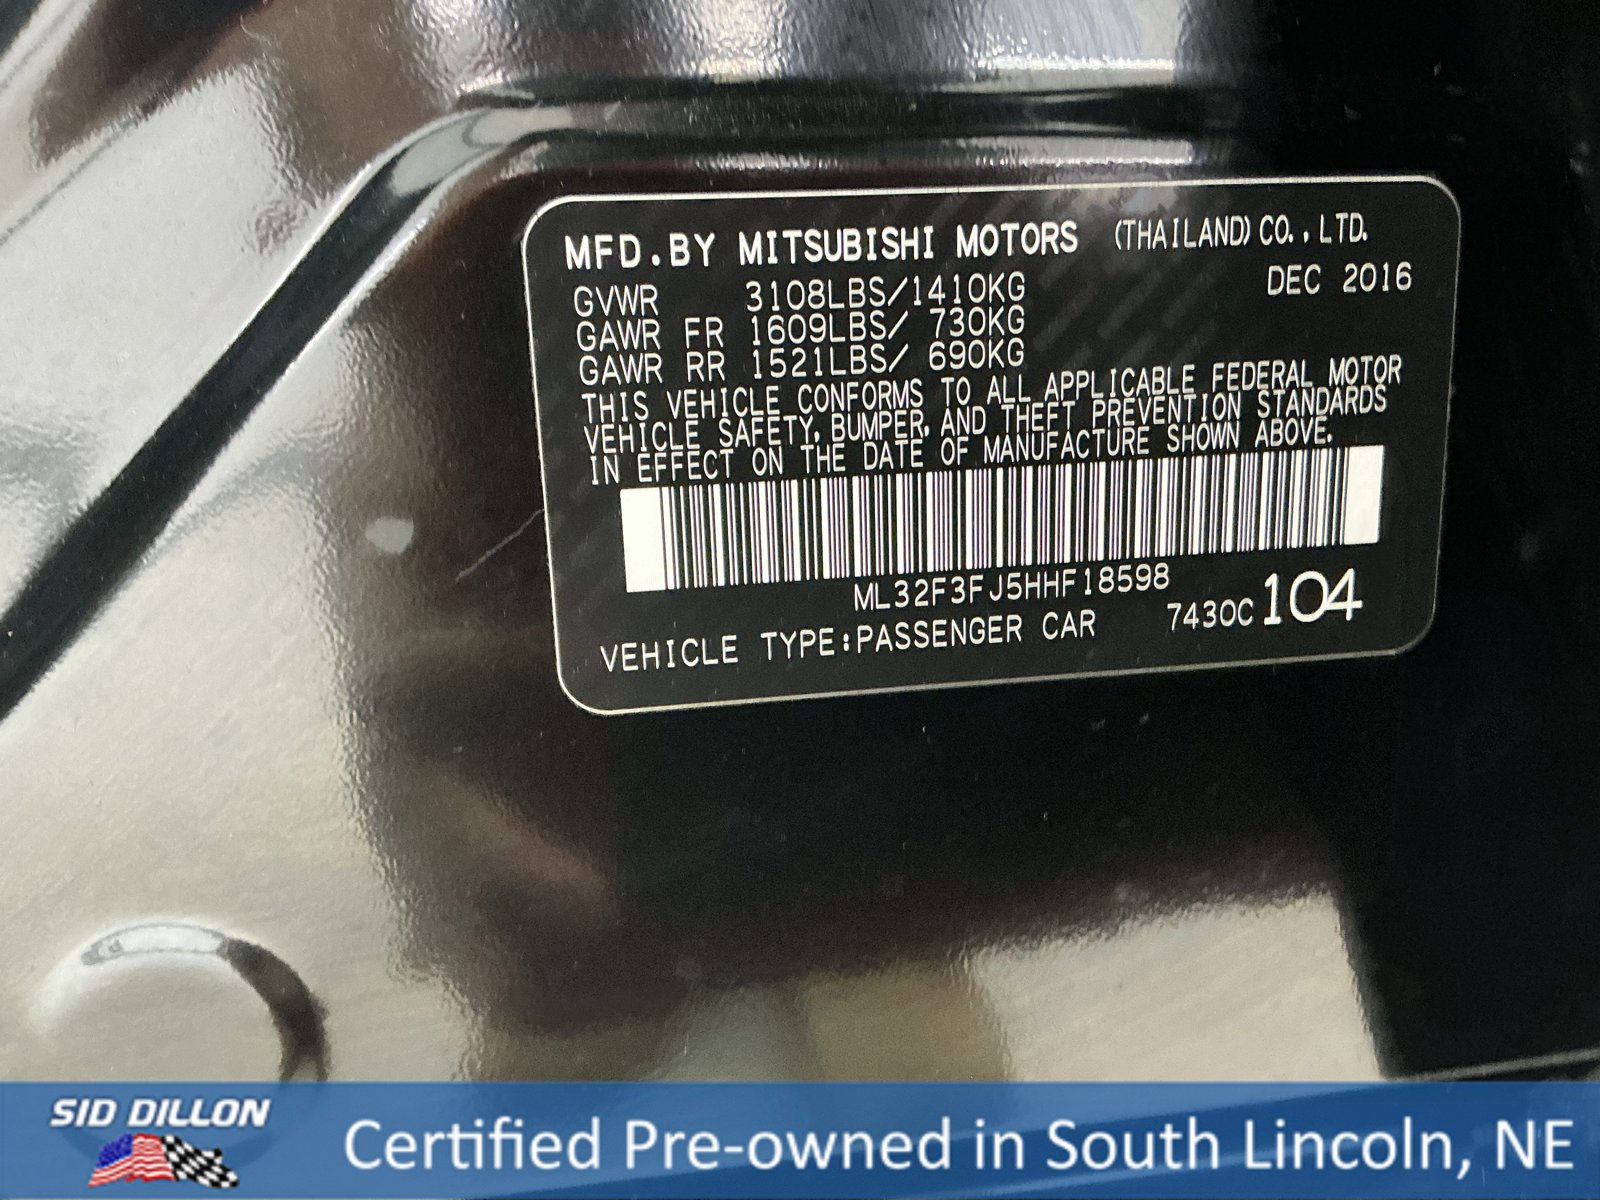 MFD.BY MITSUBISHI MOTORS (THAILAND) CO., LTD.
GVWR 3108LBS/1410KG DEC 2016
GAWR FR 1609LBS/ 730KG
GAWR RR 1521LBS/ 690KG
THIS VEHICLE CONFORMS TO ALL APPLICABLE FEDERAL MOTOR
VEHICLE SAFETY, BUMPER, AND THEFT PREVENTION STANDARDS
IN EFFECT ON THE DATE OF MANUFACTURE SHOWN ABOVE.
ML32F3FJ5HHF18598
VEHICLE TYPE:PASSENGER CAR 7430C 104
SID DILLON
Certified Pre-owned in South Lincoln, NE